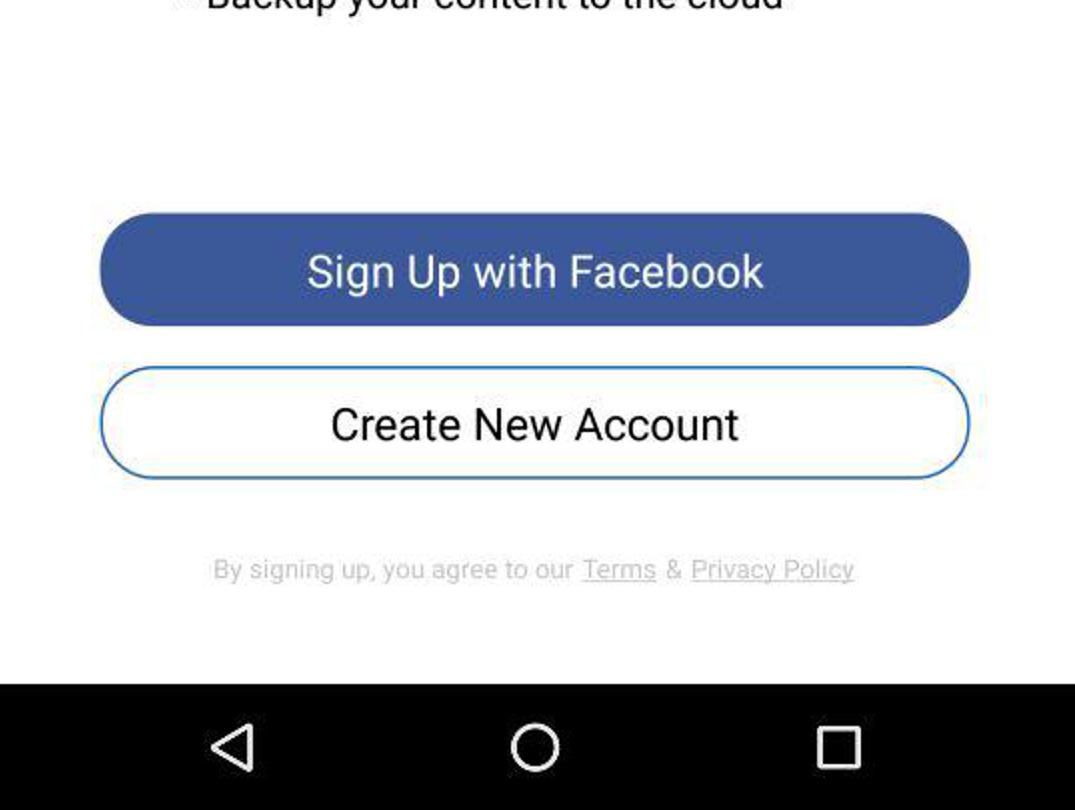 Backup your content to the cloud
Sign Up with Facebook
Create New Account
By signing up, you agree to our Terms & Privacy Policy